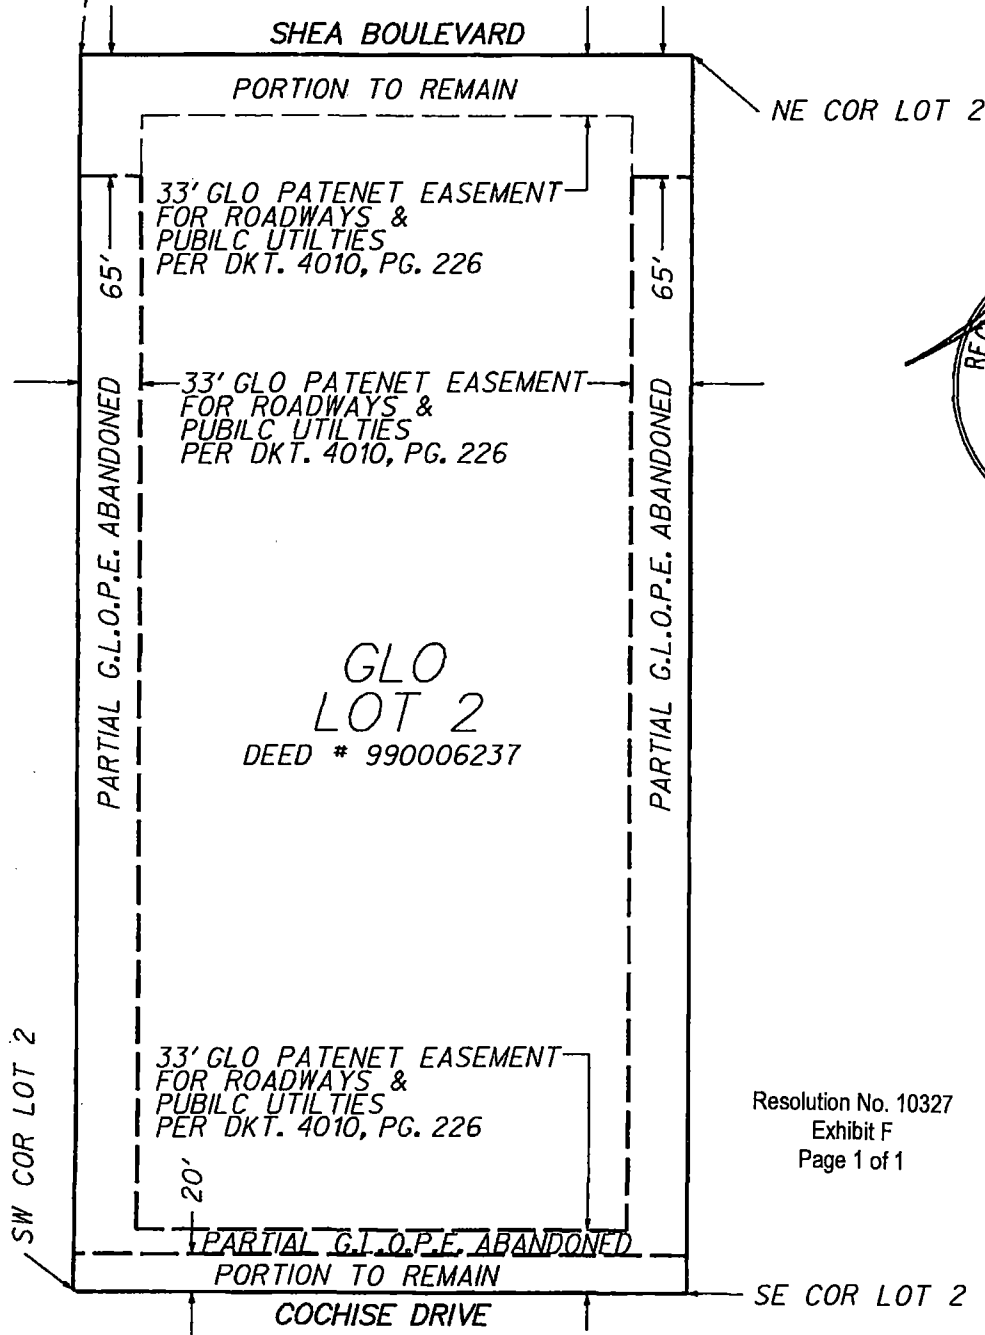 SHEA BOULEVARD
PORTION TO REMAIN
NE COR LOT 2
33' GLO PATENET EASEMENT
FOR ROADWAYS &
PUBILC UTILTIES
PER DKT. 4010, PG. 226
65'
65'
REG
33' GLO PATENET EASEMENT
FOR ROADWAYS &
PUBILC UTILTIES
PER DKT. 4010, PG. 226
PARTIAL G.L.O.P.E. ABANDONED
PARTIAL G.L.O.P.E. ABANDONED
GLO
LOT 2
DEED # 990006237
SW COR LOT 2
33' GLO PATENET EASEMENT
FOR ROADWAYS &
PUBILC UTILTIES
PER DKT. 4010, PG. 226
20'
Resolution No. 10327
Exhibit F
Page 1 of 1
PARTIAL G.L.O.P.E. ABANDONED
PORTION TO REMAIN
SE COR LOT 2
COCHISE DRIVE